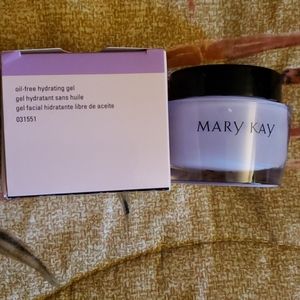 oil-free hydrating gel
gel hydratant sans huile
gel facial hidratante libre de aceite
031551
MARY KAY